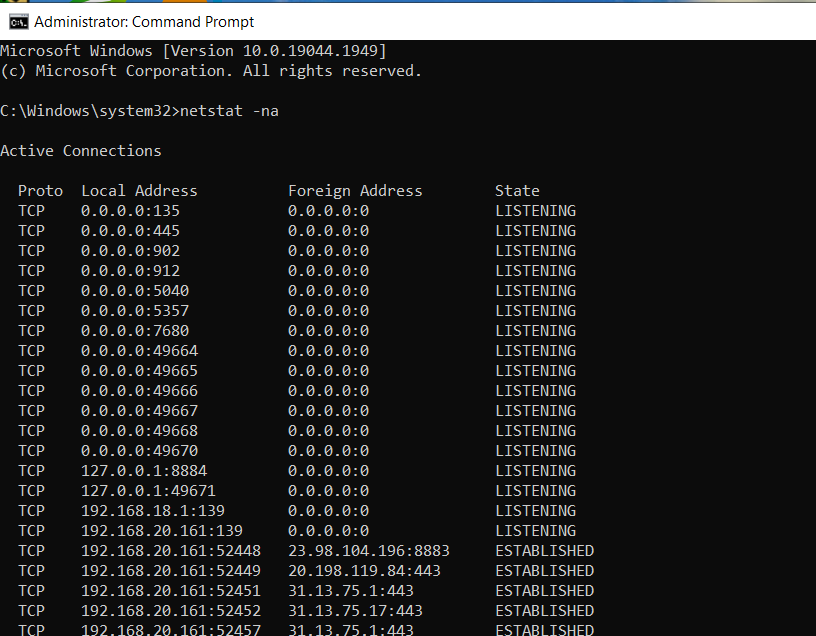 Administrator: Command Prompt
Microsoft Windows [Version 10.0.19044.1949]
(c) Microsoft Corporation. All rights reserved.
C:\Windows\system32>netstat -na
Active Connections
Proto Local Address Foreign Address State
TCP 0.0.0.0:135 0.0.0.0:0 LISTENING
TCP 0.0.0.0:445 0.0.0.0:0 LISTENING
TCP 0.0.0.0:902 0.0.0.0:0 LISTENING
TCP 0.0.0.0:912 0.0.0.0:0 LISTENING
TCP 0.0.0.0:5040 0.0.0.0:0 LISTENING
TCP 0.0.0.0:5357 0.0.0.0:0 LISTENING
TCP 0.0.0.0:7680 0.0.0.0:0 LISTENING
TCP 0.0.0.0:49664 0.0.0.0:0 LISTENING
TCP 0.0.0.0:49665 0.0.0.0:0 LISTENING
TCP 0.0.0.0:49666 0.0.0.0:0 LISTENING
TCP 0.0.0.0:49667 0.0.0.0:0 LISTENING
TCP 0.0.0.0:49668 0.0.0.0:0 LISTENING
TCP 0.0.0.0:49670 0.0.0.0:0 LISTENING
TCP 127.0.0.1:8884 0.0.0.0:0 LISTENING
TCP 127.0.0.1:49671 0.0.0.0:0 LISTENING
TCP 192.168.18.1:139 0.0.0.0:0 LISTENING
TCP 192.168.20.161:139 0.0.0.0:0 LISTENING
TCP 192.168.20.161:52448 23.98.104.196:8883 ESTABLISHED
TCP 192.168.20.161:52449 20.198.119.84:443 ESTABLISHED
TCP 192.168.20.161:52451 31.13.75.1:443 ESTABLISHED
TCP 192.168.20.161:52452 31.13.75.17:443 ESTABLISHED
TCP 192.168.20.161:52457 31.13.75.1:443 ESTABLISHED